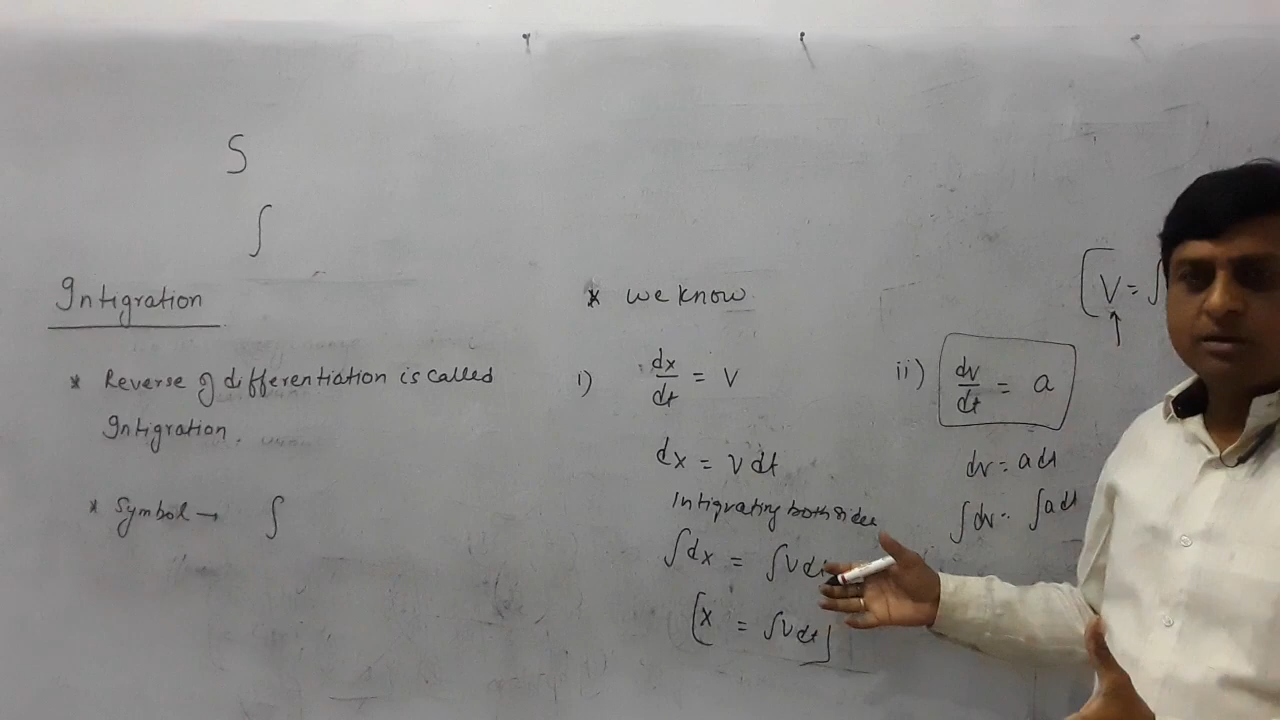 S
∫
Intigration
* Reverse of differentiation is called
Intigration.
* Symbol → ∫
* we know
i) dx/dt = v
dx = v dt
Intigrating both sides
∫dx = ∫v dt
[x = ∫v dt]
ii) dv/dt = a
dv = a dt
∫dv = ∫a dt
[v = ∫
↑